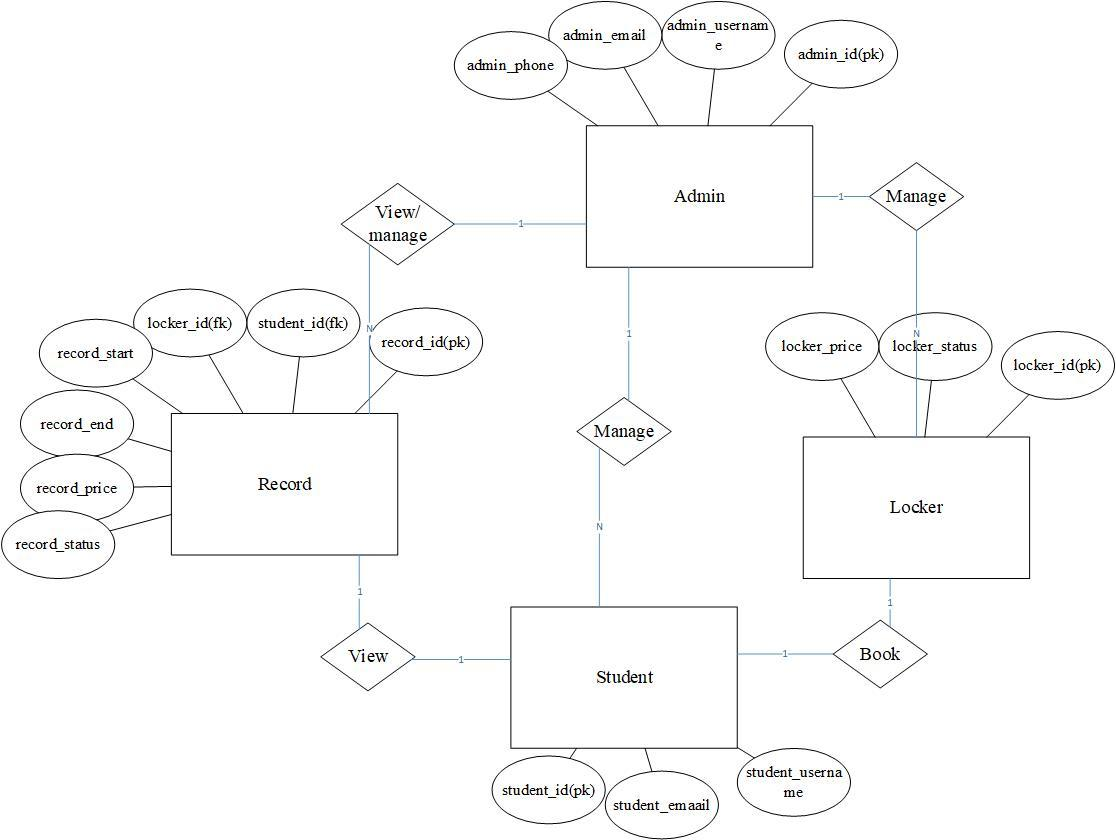 admin_email
admin_usernam
e
admin_phone
admin_id(pk)
Admin
1
Manage
View/
manage
1
locker_id(fk)
student_id(fk)
N
record_id(pk)
record_start
1
locker_price
N
locker_status
locker_id(pk)
record_end
Manage
record_price
Record
Locker
record_status
N
1
1
View
1
Student
1
Book
student_id(pk)
student_emaail
student_userna
me